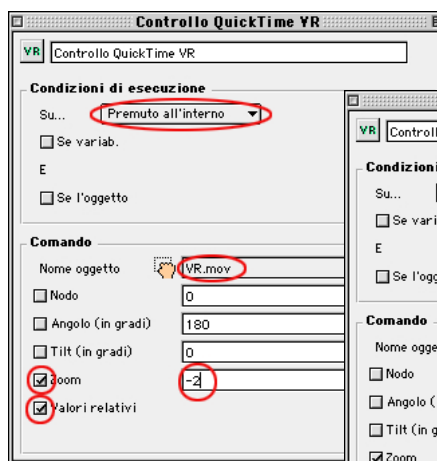 Controllo QuickTime VR
VR Controllo QuickTime VR
Condizioni di esecuzione
Su... Premuto all'interno
Se variab.
E
Se l'oggetto
Comando
Nome oggetto VR.mov
Nodo 0
Angolo (in gradi) 180
Tilt (in gradi) 0
Zoom -2
Valori relativi
VR Controll
Condizioni
Su...
Se vari
E
Se l'ogg
Comando
Nome ogge
Nodo
Angolo (
Tilt (in g
Zoom